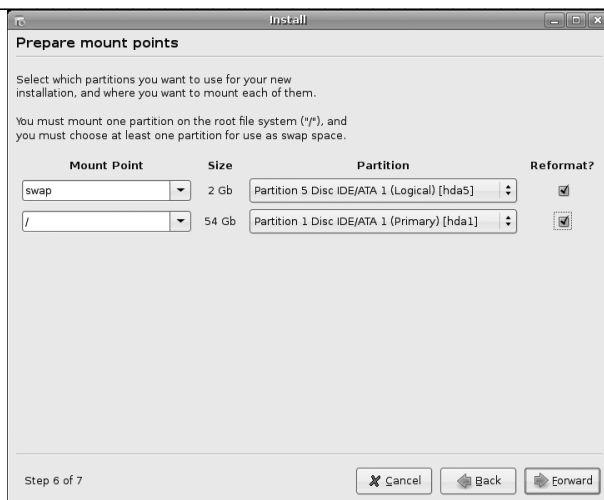 Install
Prepare mount points
Select which partitions you want to use for your new
installation, and where you want to mount each of them.
You must mount one partition on the root file system ("/"), and
you must choose at least one partition for use as swap space.
Mount Point Size Partition Reformat?
swap 2 Gb Partition 5 Disc IDE/ATA 1 (Logical) [hda5]
/ 54 Gb Partition 1 Disc IDE/ATA 1 (Primary) [hda1]
Step 6 of 7 Cancel Back Forward